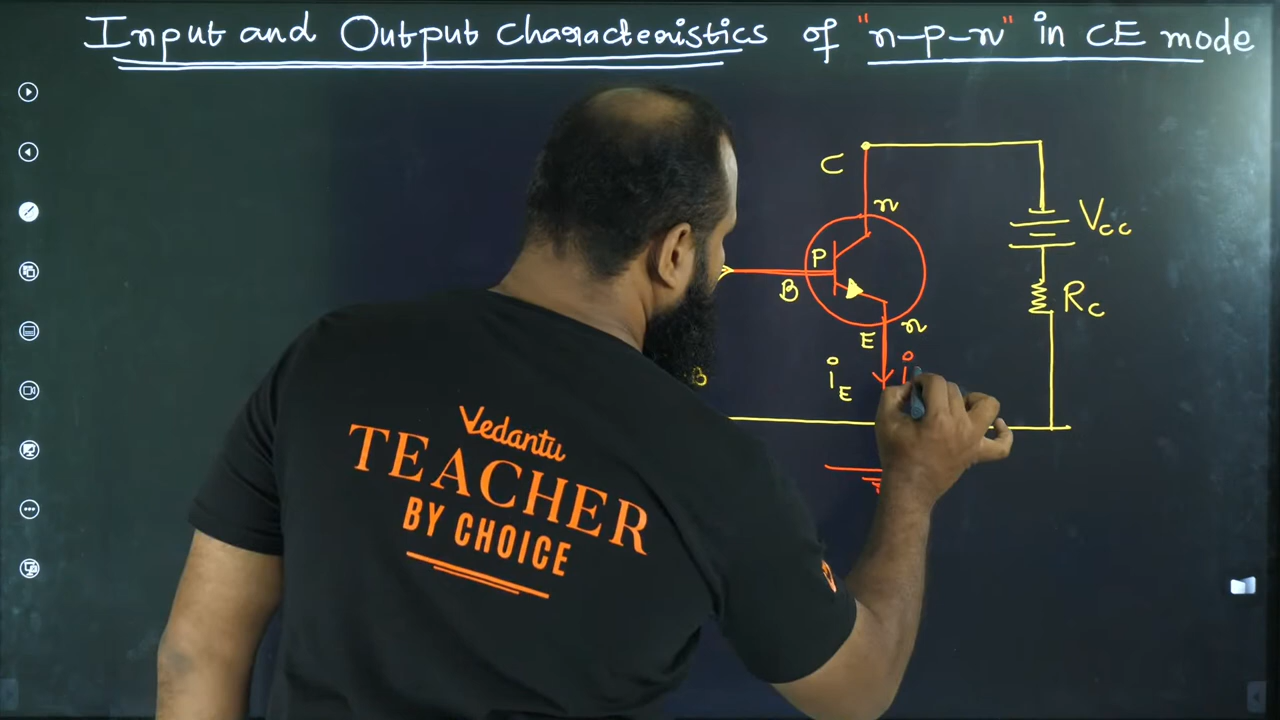 Input and Output characteristics of "n-p-n" in CE mode
C
n
Vcc
P
B
Rc
n
E
i
iE
B
Vedantu
TEACHER
BY CHOICE